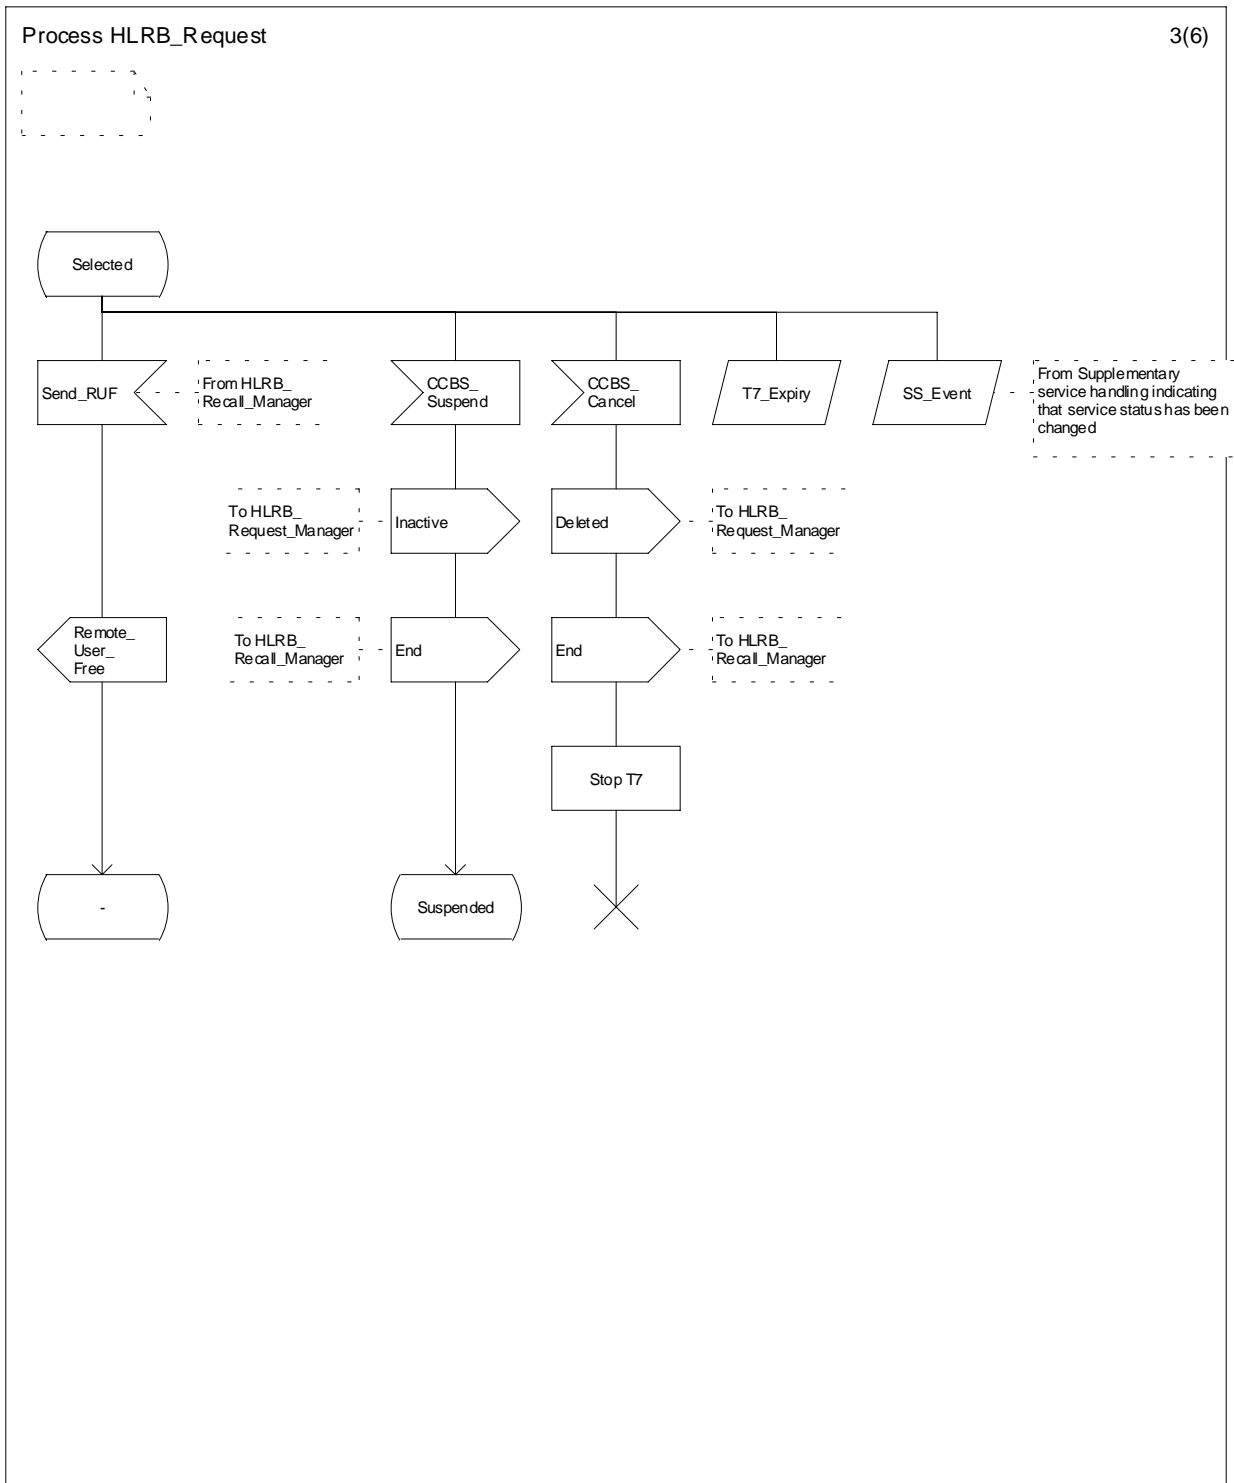 Process HLRB_Request
3(6)
Selected
Send_RUF
From HLRB_
Recall_Manager
CCBS_
Suspend
CCBS_
Cancel
T7_Expiry
SS_Event
From Supplementary
service handling indicating
that service status has been
changed
To HLRB_
Request_Manager
Inactive
Deleted
To HLRB_
Request_Manager
Remote_
User_
Free
To HLRB_
Recall_Manager
End
End
To HLRB_
Recall_Manager
Stop T7
-
Suspended